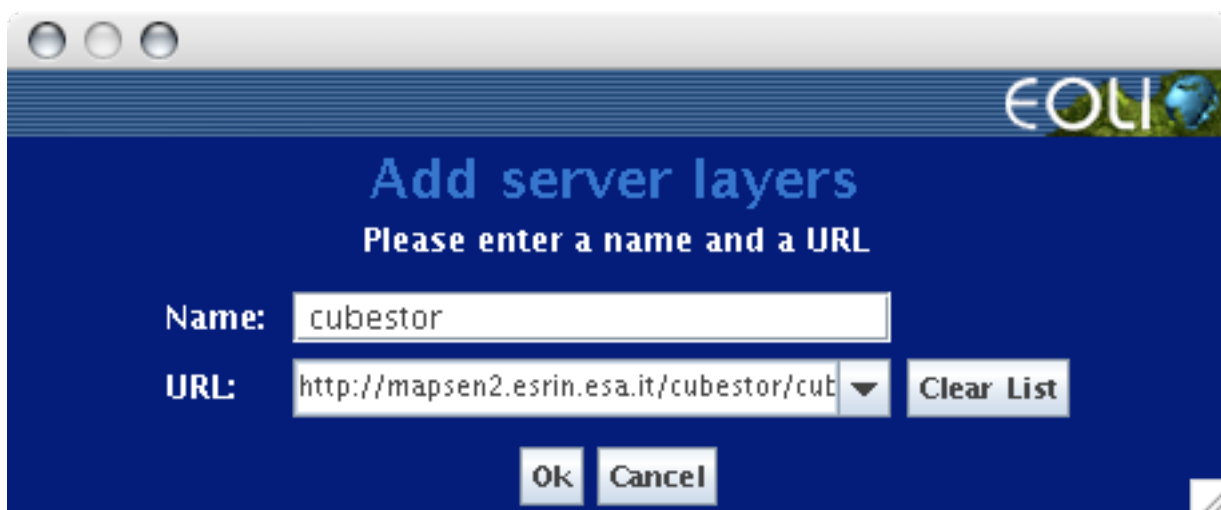 EOLI
Add server layers
Please enter a name and a URL
Name: cubestor
URL: http://mapsen2.esrin.esa.it/cubestor/cub Clear List
Ok Cancel